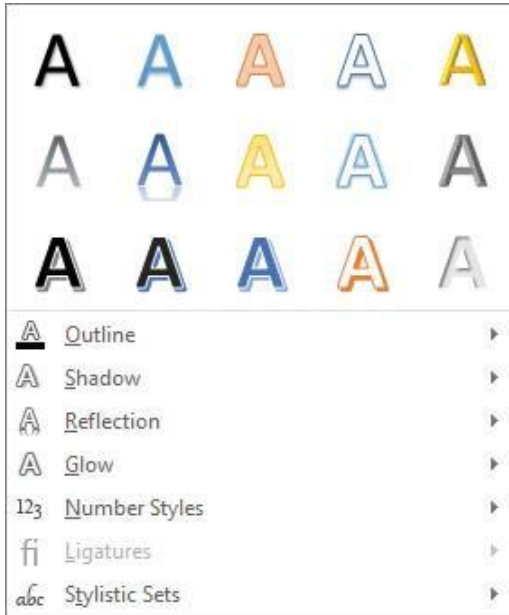 A A A A A
A A A A A
A A A A A
A Outline
A Shadow
A Reflection
A Glow
123 Number Styles
fi Ligatures
abc Stylistic Sets